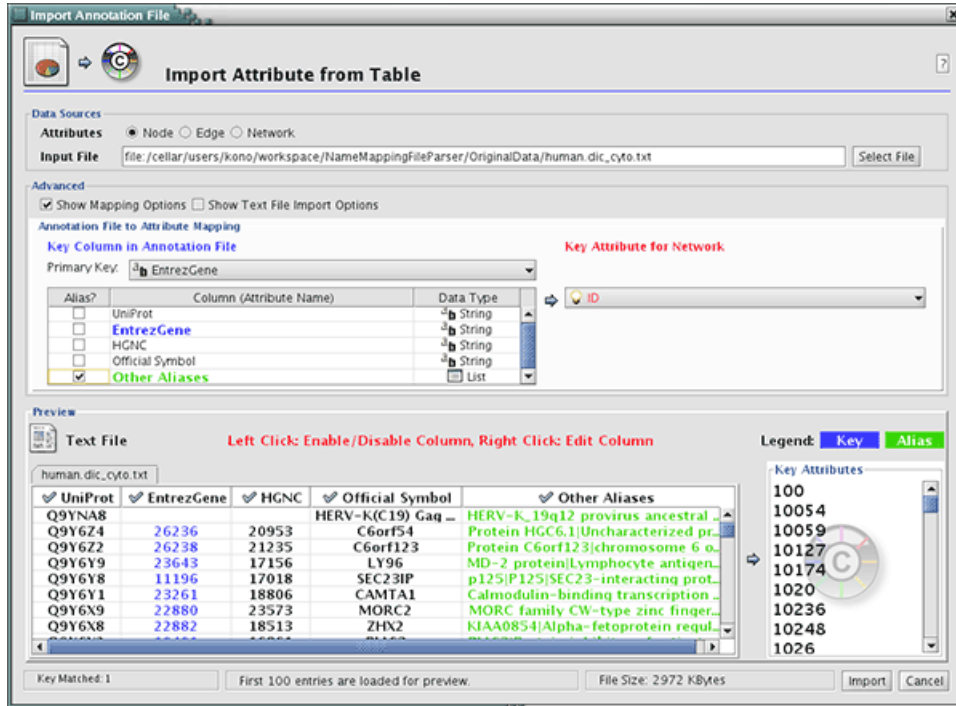 Import Annotation File
Import Attribute from Table
?
Data Sources
Attributes Node Edge Network
Input File file:/cellar/users/kono/workspace/NameMappingFileParser/OriginalData/human.dic_cyto.txt Select File
Advanced
Show Mapping Options Show Text File Import Options
Annotation File to Attribute Mapping
Key Column in Annotation File Key Attribute for Network
Primary Key: ab EntrezGene
Alias? Column (Attribute Name) Data Type
ID
UniProt ab String
EntrezGene ab String
HGNC ab String
Official Symbol ab String
Other Aliases List
Preview
Text File Left Click: Enable/Disable Column, Right Click: Edit Column Legend: Key Alias
human.dic_cyto.txt
UniProt EntrezGene HGNC Official Symbol Other Aliases
Q9YNA8 HERV-K(C19) Gag ... HERV-K_19q12 provirus ancestral ...
Q9Y6Z4 26236 20953 C6orf54 Protein HGC6.1|Uncharacterized pr...
Q9Y6Z2 26238 21235 C6orf123 Protein C6orf123|chromosome 6 o...
Q9Y6Y9 23643 17156 LY96 MD-2 protein|Lymphocyte antigen...
Q9Y6Y8 11196 17018 SEC23IP p125|P125|SEC23-interacting prot...
Q9Y6Y1 23261 18806 CAMTA1 Calmodulin-binding transcription ...
Q9Y6X9 22880 23573 MORC2 MORC family CW-type zinc finger...
Q9Y6X8 22882 18513 ZHX2 KIAA0854|Alpha-fetoprotein regul...
Key Attributes
100
10054
10059
10127
10174
1020
10236
10248
1026
C
Key Matched: 1 First 100 entries are loaded for preview. File Size: 2972 KBytes Import Cancel